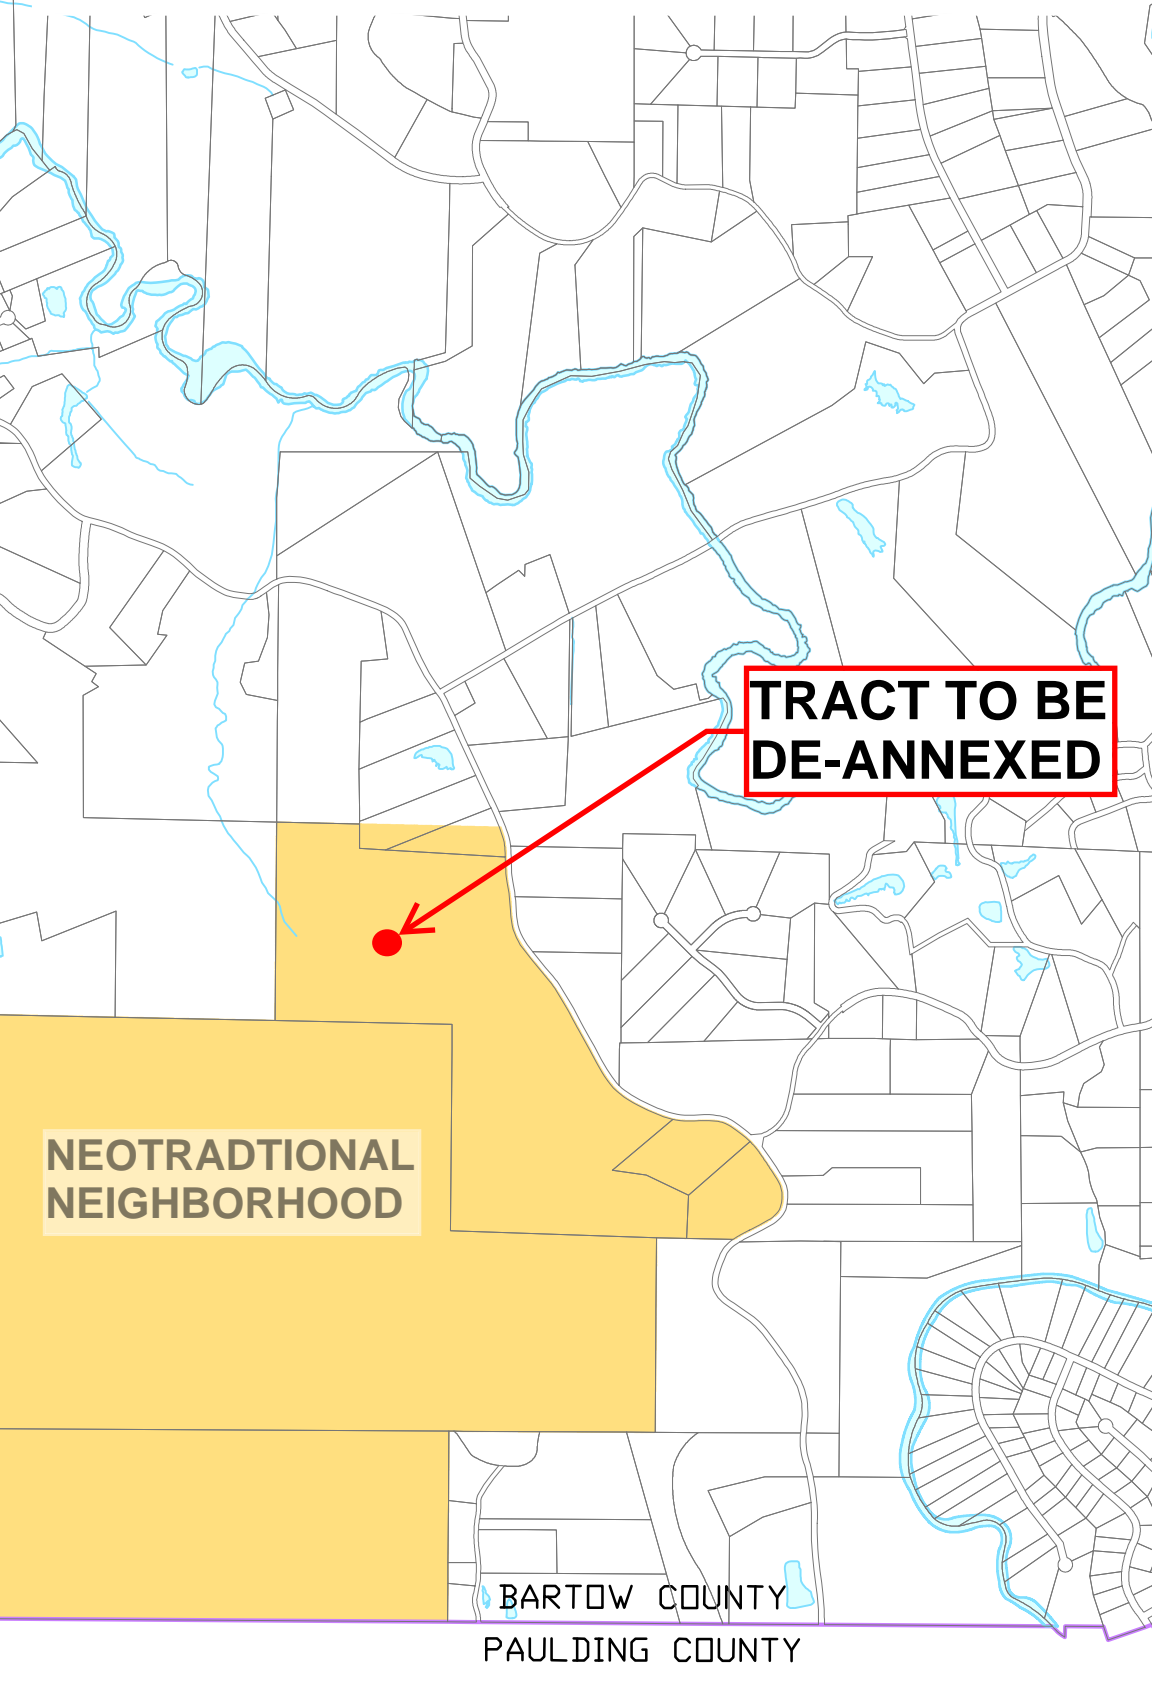 TRACT TO BE
DE-ANNEXED
NEOTRADTIONAL
NEIGHBORHOOD
BARTOW COUNTY
PAULDING COUNTY